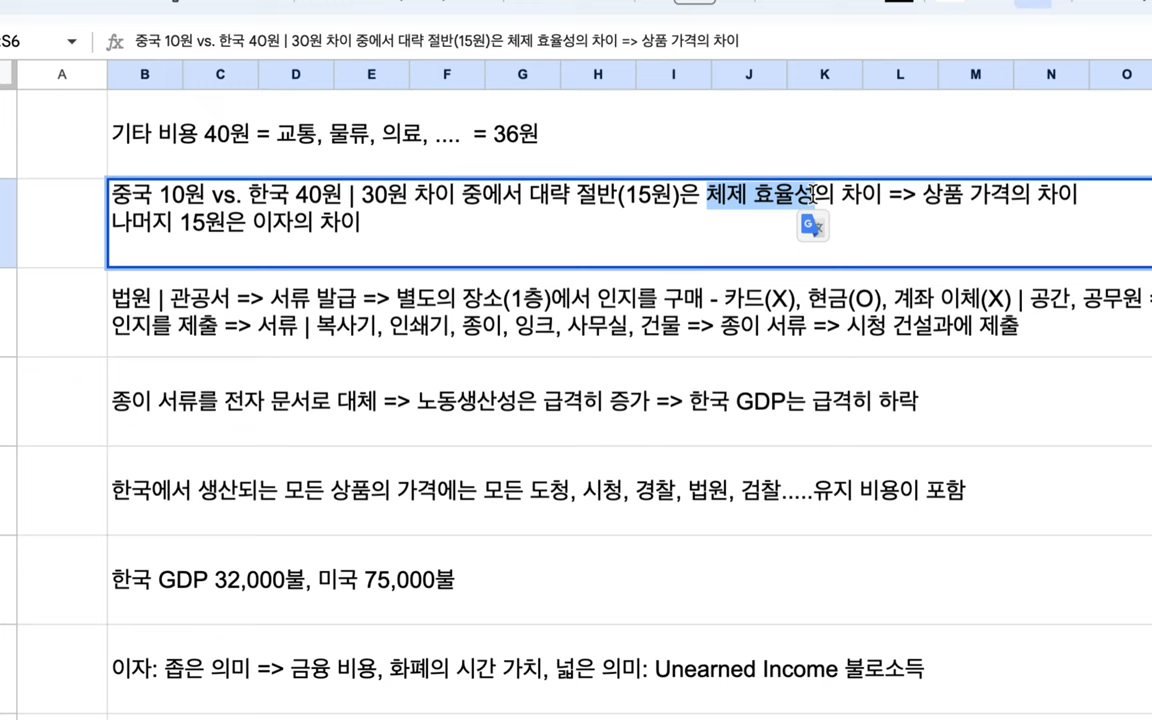 S6
fx 중국 10원 vs. 한국 40원 | 30원 차이 중에서 대략 절반(15원)은 체제 효율성의 차이 => 상품 가격의 차이
A B C D E F G H I J K L M N O
기타 비용 40원 = 교통, 물류, 의료, .... = 36원
중국 10원 vs. 한국 40원 | 30원 차이 중에서 대략 절반(15원)은 체제 효율성의 차이 => 상품 가격의 차이
나머지 15원은 이자의 차이
법원 | 관공서 => 서류 발급 => 별도의 장소(1층)에서 인지를 구매 - 카드(X), 현금(O), 계좌 이체(X) | 공간, 공무원 =
인지를 제출 => 서류 | 복사기, 인쇄기, 종이, 잉크, 사무실, 건물 => 종이 서류 => 시청 건설과에 제출
종이 서류를 전자 문서로 대체 => 노동생산성은 급격히 증가 => 한국 GDP는 급격히 하락
한국에서 생산되는 모든 상품의 가격에는 모든 도청, 시청, 경찰, 법원, 검찰.....유지 비용이 포함
한국 GDP 32,000불, 미국 75,000불
이자: 좁은 의미 => 금융 비용, 화폐의 시간 가치, 넓은 의미: Unearned Income 불로소득